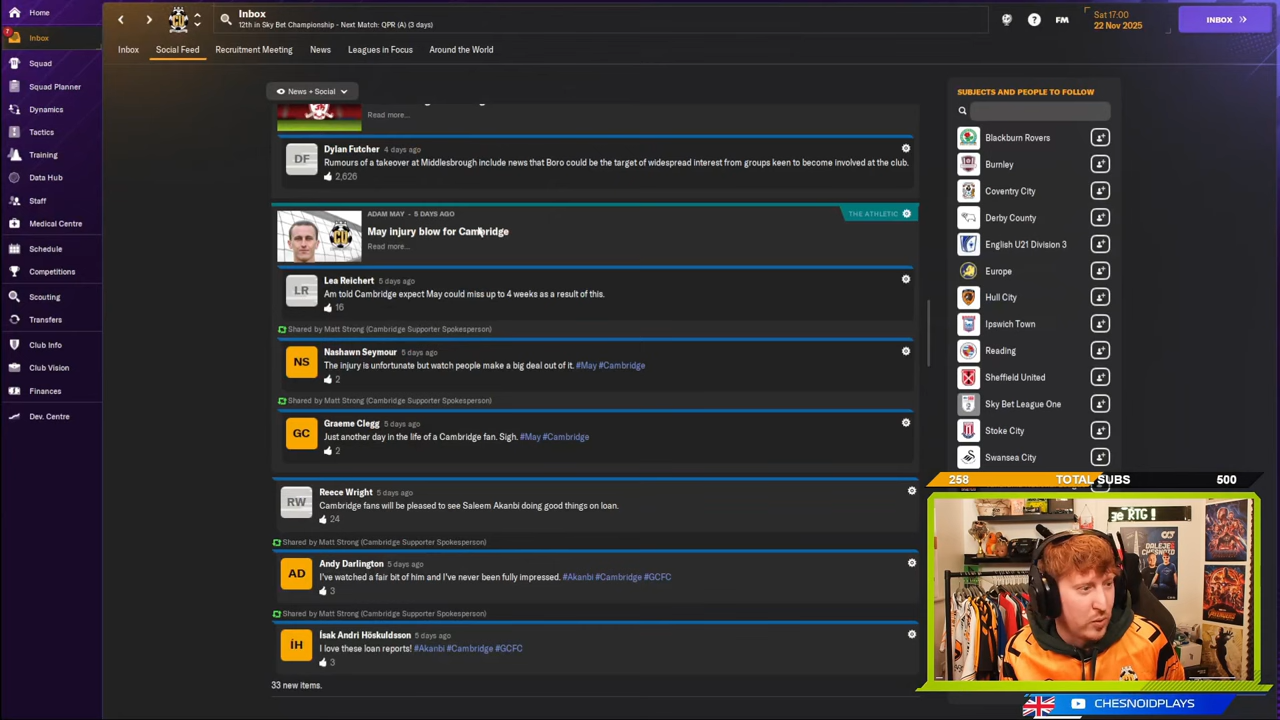 Home
Inbox
Squad
Squad Planner
Dynamics
Tactics
Training
Data Hub
Staff
Medical Centre
Schedule
Competitions
Scouting
Transfers
Club Info
Club Vision
Finances
Dev. Centre
Inbox
12th in Sky Bet Championship - Next Match: QPR (A) (3 days)
FM
Sat 17:00
22 Nov 2025
INBOX
Inbox
Social Feed
Recruitment Meeting
News
Leagues in Focus
Around the World
News + Social
Read more...
Dylan Futcher 4 days ago
Rumours of a takeover at Middlesbrough include news that Boro could be the target of widespread interest from groups keen to become involved at the club.
2,626
ADAM MAY - 5 DAYS AGO
THE ATHLETIC
May injury blow for Cambridge
Read more...
LR
Lea Reichert 5 days ago
Am told Cambridge expect May could miss up to 4 weeks as a result of this.
16
Shared by Matt Strong (Cambridge Supporter Spokesperson)
NS
Nashawn Seymour 5 days ago
The injury is unfortunate but watch people make a big deal out of it. #May #Cambridge
2
Shared by Matt Strong (Cambridge Supporter Spokesperson)
GC
Graeme Clegg 5 days ago
Just another day in the life of a Cambridge fan. Sigh. #May #Cambridge
2
RW
Reece Wright 5 days ago
Cambridge fans will be pleased to see Saleem Akanbi doing good things on loan.
24
Shared by Matt Strong (Cambridge Supporter Spokesperson)
AD
Andy Darlington 5 days ago
I've watched a fair bit of him and I've never been fully impressed. #Akanbi #Cambridge #GCFC
3
Shared by Matt Strong (Cambridge Supporter Spokesperson)
ÍH
Ísak Andri Höskuldsson 5 days ago
I love these loan reports! #Akanbi #Cambridge #GCFC
3
33 new items.
SUBJECTS AND PEOPLE TO FOLLOW
Blackburn Rovers
Burnley
Coventry City
Derby County
English U21 Division 3
Europe
Hull City
Ipswich Town
Reading
Sheffield United
Sky Bet League One
Stoke City
Swansea City
258 TOTAL SUBS 500
ge RTG !
DALEJE6
CHESNOID
CHESNOIDPLAYS